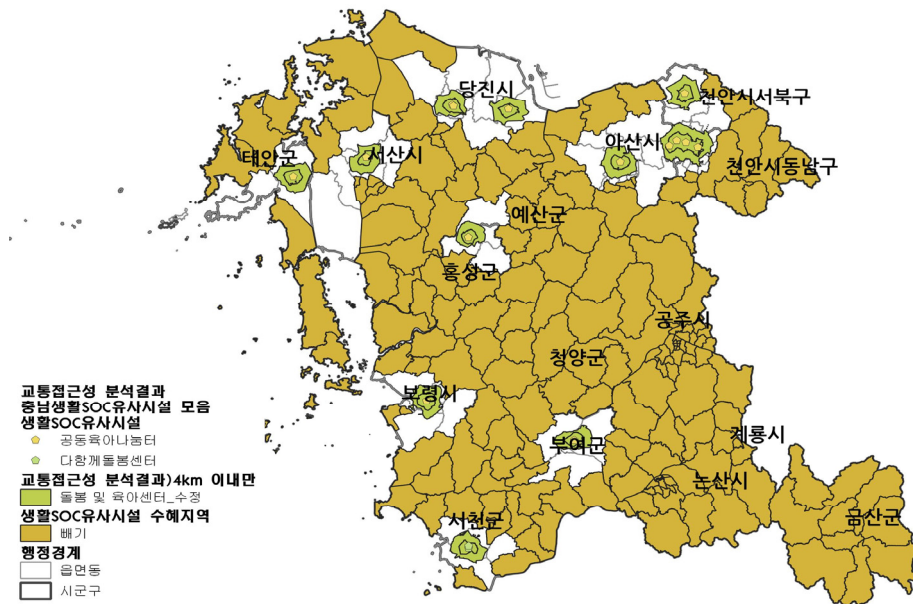 당진시
천안시서북구
아산시
태안군
서산시
천안시동남구
예산군
홍성군
공주시
청양군
보령시
부여군
계룡시
논산시
서천군
금산군
교통접근성 분석결과
충남생활SOC유사시설 모음
생활SOC유사시설
공동육아나눔터
다함께돌봄센터
교통접근성 분석결과)4km 이내만
돌봄 및 육아센터_수정
생활SOC유사시설 수혜지역
빼기
행정경계
읍면동
시군구